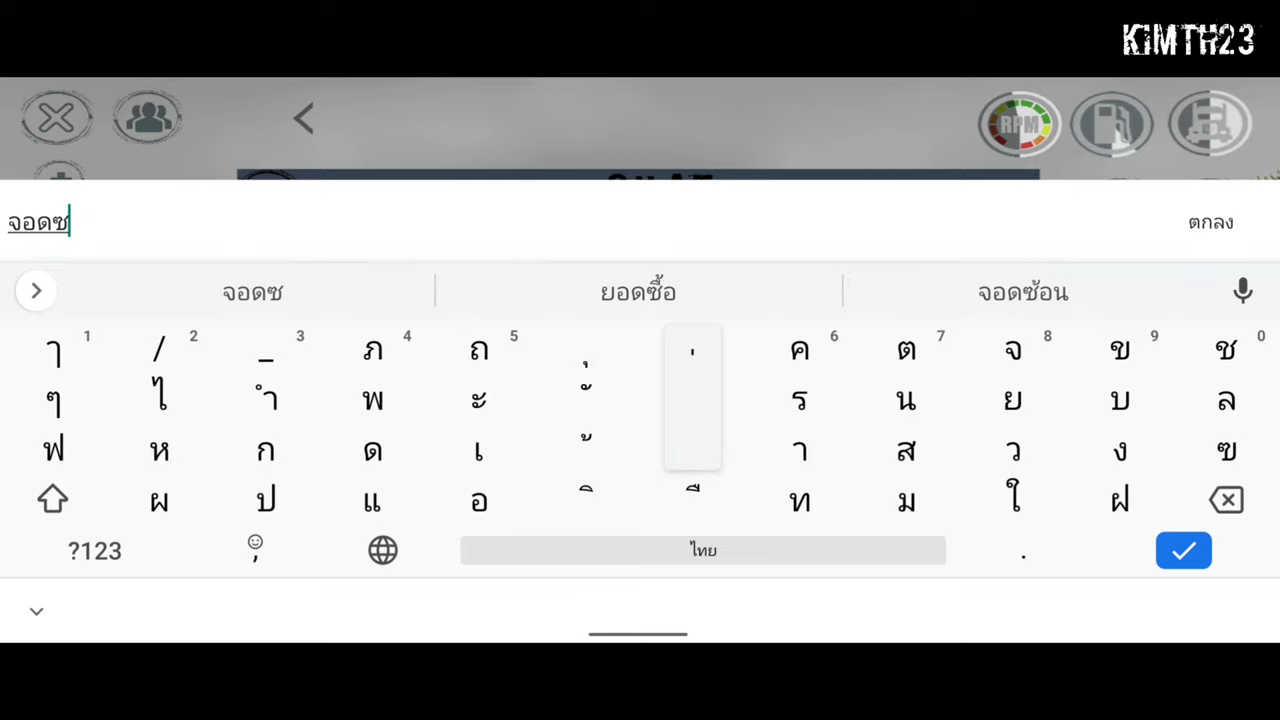 KIMTH23
RPM
จอดซ
ตกลง
จอดซ ยอดซื้อ จอดซ้อน
ๅ 1 / 2 _ 3 ภ 4 ถ 5 ุ ่ ค 6 ต 7 จ 8 ข 9 ช 0
ๆ ไ ำ พ ะ ั ร น ย บ ล
ฟ ห ก ด เ ้ า ส ว ง ฃ
ผ ป แ อ ิ ื ท ม ใ ฝ
?123 , ไทย .